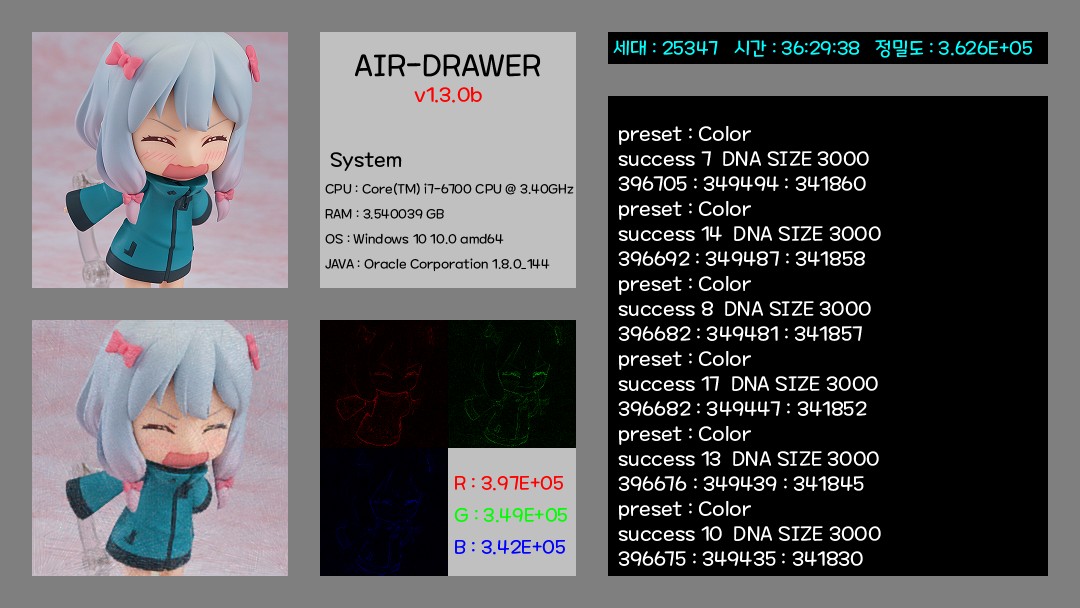 AIR-DRAWER
v1.3.0b
System
CPU : Core(TM) i7-6700 CPU @ 3.40GHz
RAM : 3.540039 GB
OS : Windows 10 10.0 amd64
JAVA : Oracle Corporation 1.8.0_144
R : 3.97E+05
G : 3.49E+05
B : 3.42E+05
세대 : 25347 시간 : 36:29:38 정밀도 : 3.626E+05
preset : Color
success 7 DNA SIZE 3000
396705 : 349494 : 341860
preset : Color
success 14 DNA SIZE 3000
396692 : 349487 : 341858
preset : Color
success 8 DNA SIZE 3000
396682 : 349481 : 341857
preset : Color
success 17 DNA SIZE 3000
396682 : 349447 : 341852
preset : Color
success 13 DNA SIZE 3000
396676 : 349439 : 341845
preset : Color
success 10 DNA SIZE 3000
396675 : 349435 : 341830